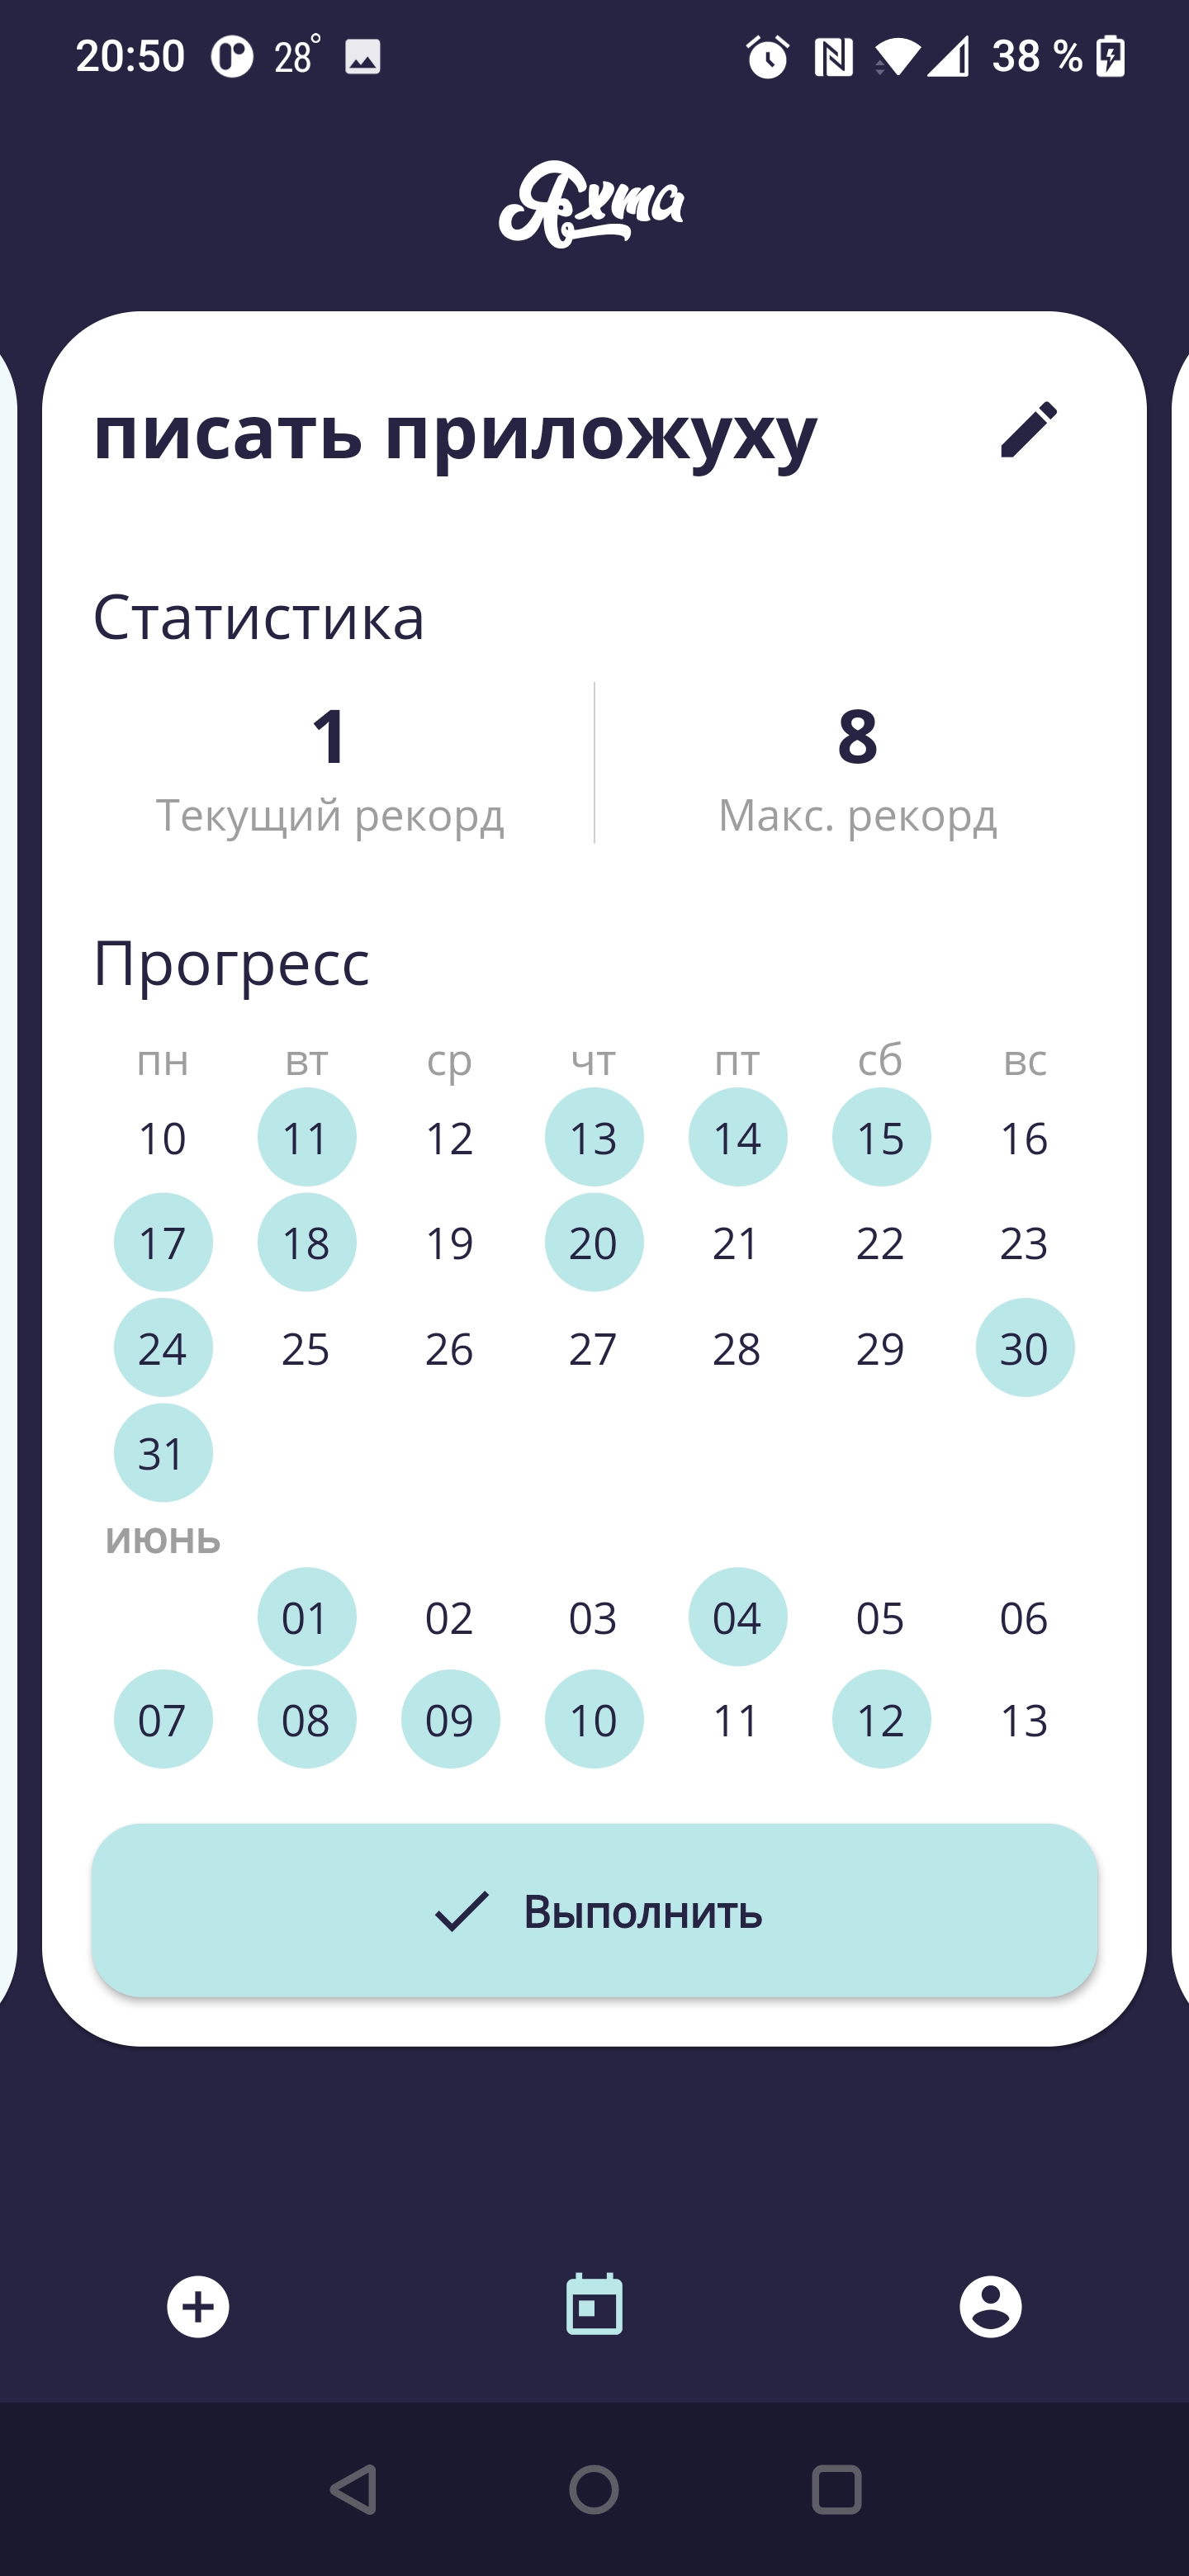 20:50 28° 38 %
Яхта
писать приложуху
Статистика
1 8
Текущий рекорд Макс. рекорд
Прогресс
пн вт ср чт пт сб вс
10 11 12 13 14 15 16
17 18 19 20 21 22 23
24 25 26 27 28 29 30
31
июнь
01 02 03 04 05 06
07 08 09 10 11 12 13
Выполнить